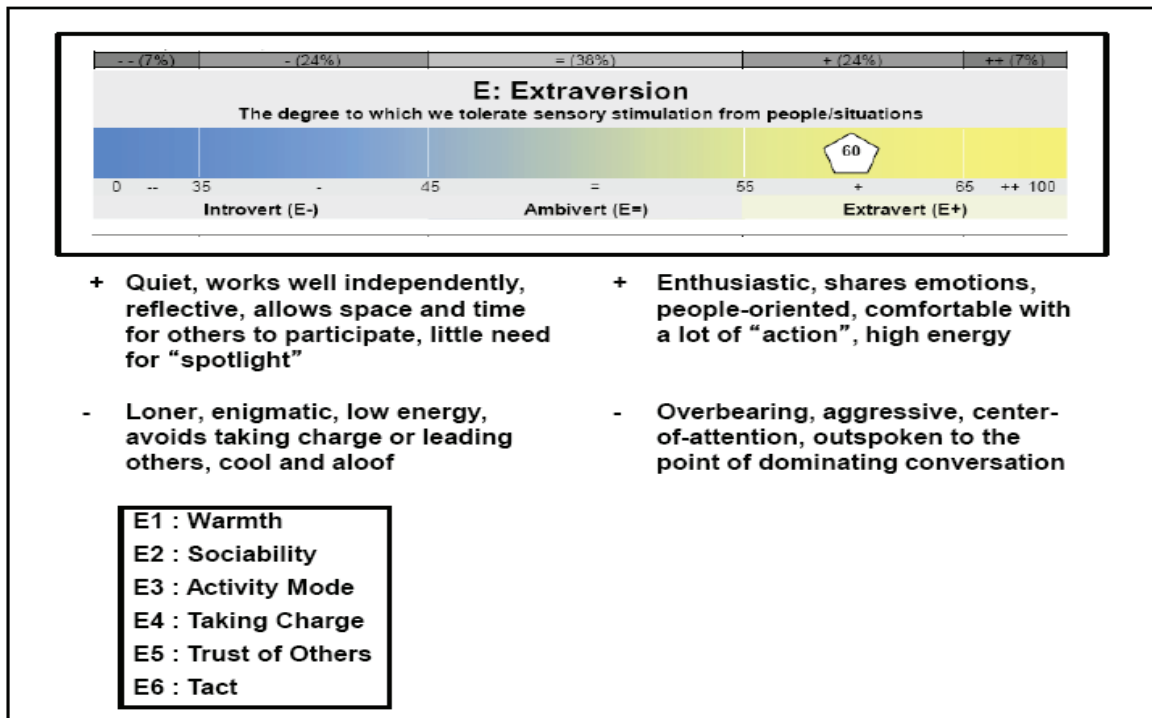 - - (7%) - (24%) = (38%) + (24%) ++ (7%)
E: Extraversion
The degree to which we tolerate sensory stimulation from people/situations
60
0 -- 35 - 45 = 55 + 65 ++ 100
Introvert (E-) Ambivert (E=) Extravert (E+)
+ Quiet, works well independently,
reflective, allows space and time
for others to participate, little need
for “spotlight”
+ Enthusiastic, shares emotions,
people-oriented, comfortable with
a lot of “action”, high energy
- Loner, enigmatic, low energy,
avoids taking charge or leading
others, cool and aloof
- Overbearing, aggressive, center-
of-attention, outspoken to the
point of dominating conversation
E1 : Warmth
E2 : Sociability
E3 : Activity Mode
E4 : Taking Charge
E5 : Trust of Others
E6 : Tact